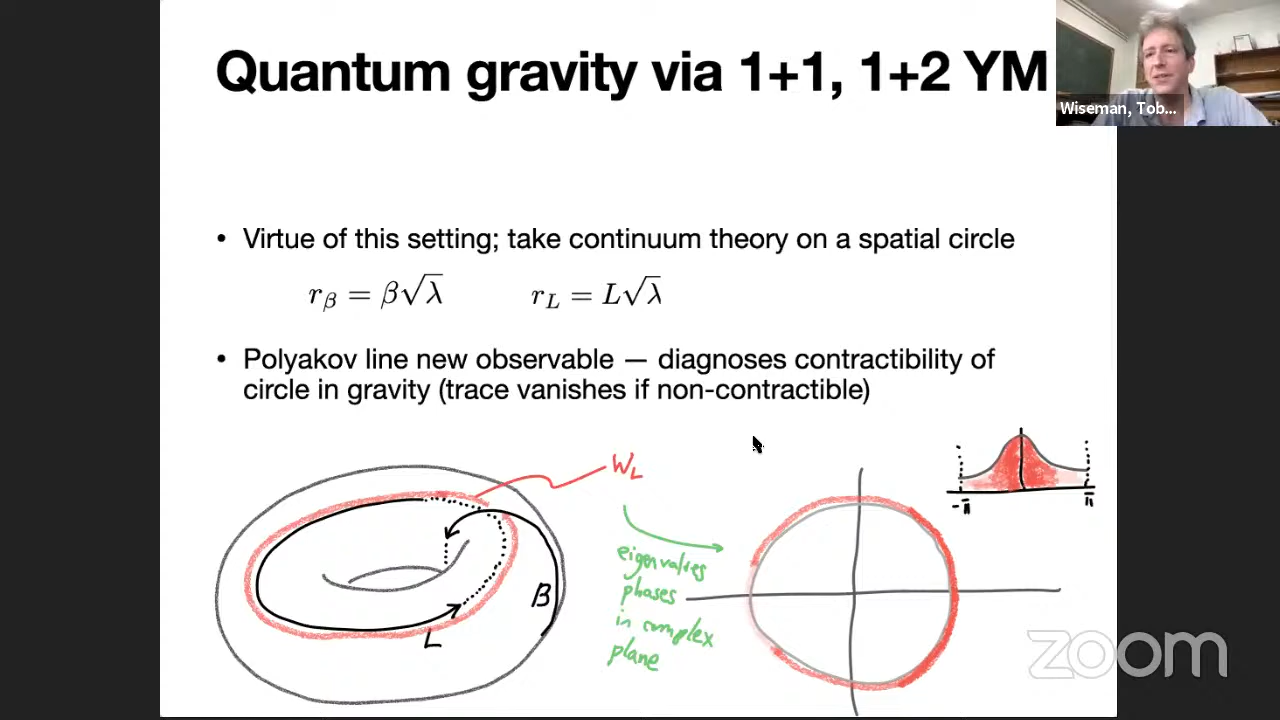 Quantum gravity via 1+1, 1+2 YM
Wiseman, Tob...
• Virtue of this setting; take continuum theory on a spatial circle
r_β = β√λ r_L = L√λ
• Polyakov line new observable — diagnoses contractibility of
circle in gravity (trace vanishes if non-contractible)
W_L
-π π
eigenvalues
phases
in complex
plane
β
L
zoom